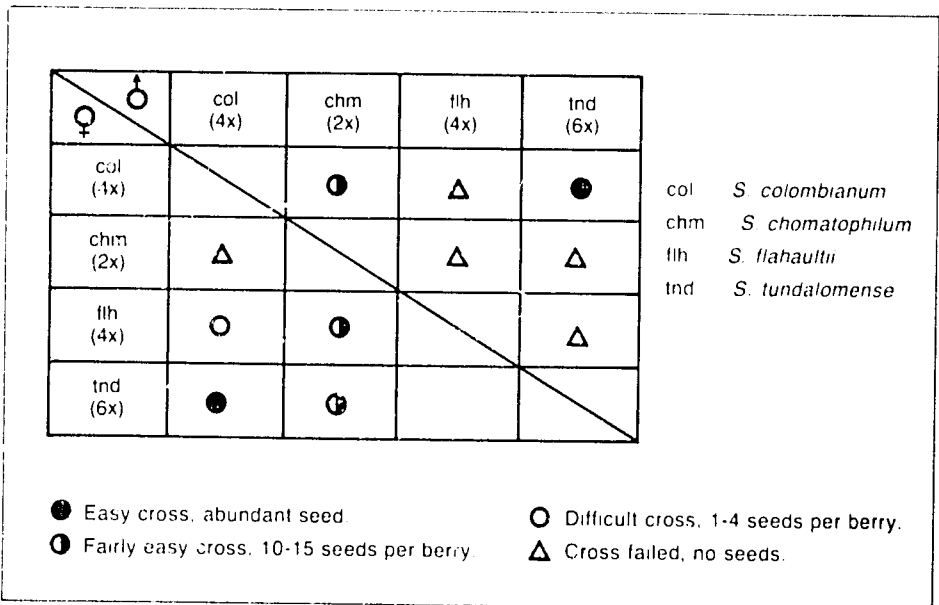 col chm flh tnd
(4x) (2x) (4x) (6x)
col
(4x)
chm
(2x)
flh
(4x)
tnd
(6x)
col S. colombianum
chm S. chomatophilum
flh S. flahaultii
tnd S. tundalomense
Easy cross, abundant seed.
Fairly easy cross, 10-15 seeds per berry.
Difficult cross, 1-4 seeds per berry.
Cross failed, no seeds.